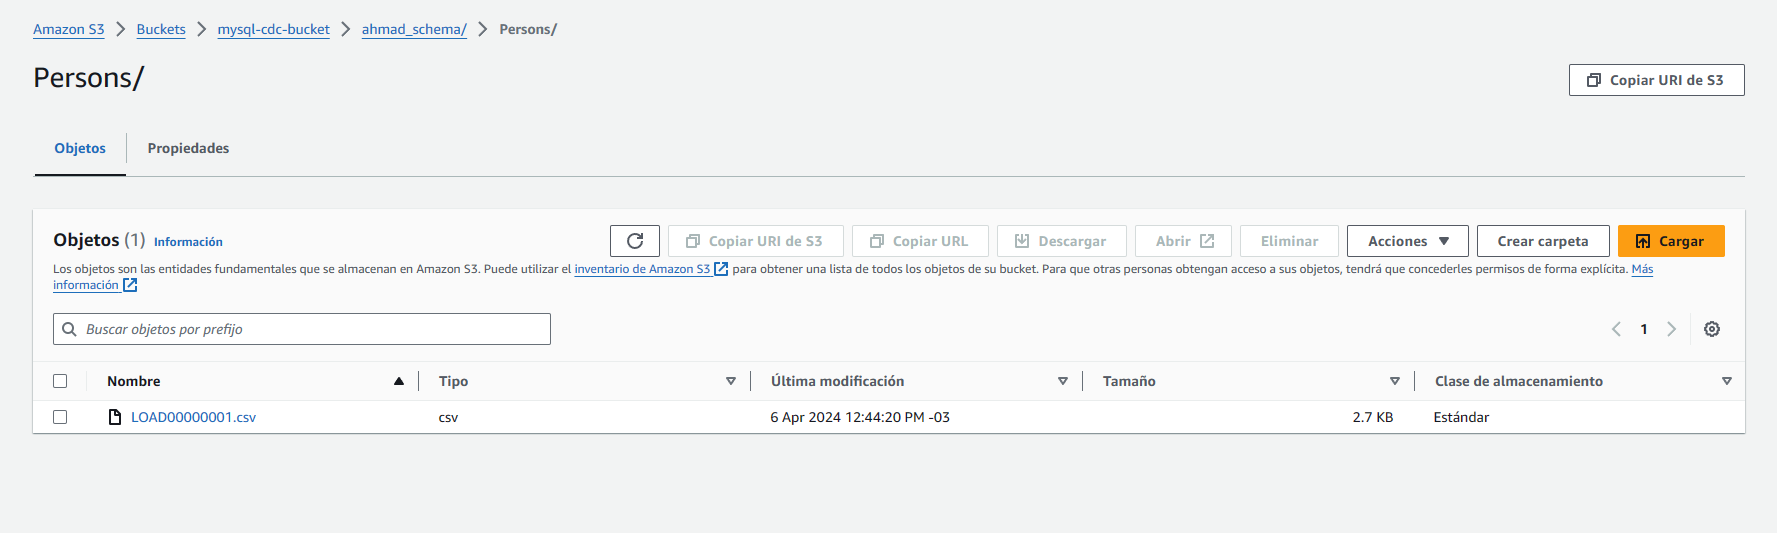 Amazon S3 > Buckets > mysql-cdc-bucket > ahmad_schema/ > Persons/
Persons/
Copiar URI de S3
Objetos Propiedades
Objetos (1) Información
Copiar URI de S3 Copiar URL Descargar Abrir Eliminar Acciones Crear carpeta Cargar
Los objetos son las entidades fundamentales que se almacenan en Amazon S3. Puede utilizar el inventario de Amazon S3 para obtener una lista de todos los objetos de su bucket. Para que otras personas obtengan acceso a sus objetos, tendrá que concederles permisos de forma explícita. Más
información
Buscar objetos por prefijo
1
Nombre Tipo Última modificación Tamaño Clase de almacenamiento
LOAD00000001.csv csv 6 Apr 2024 12:44:20 PM -03 2.7 KB Estándar